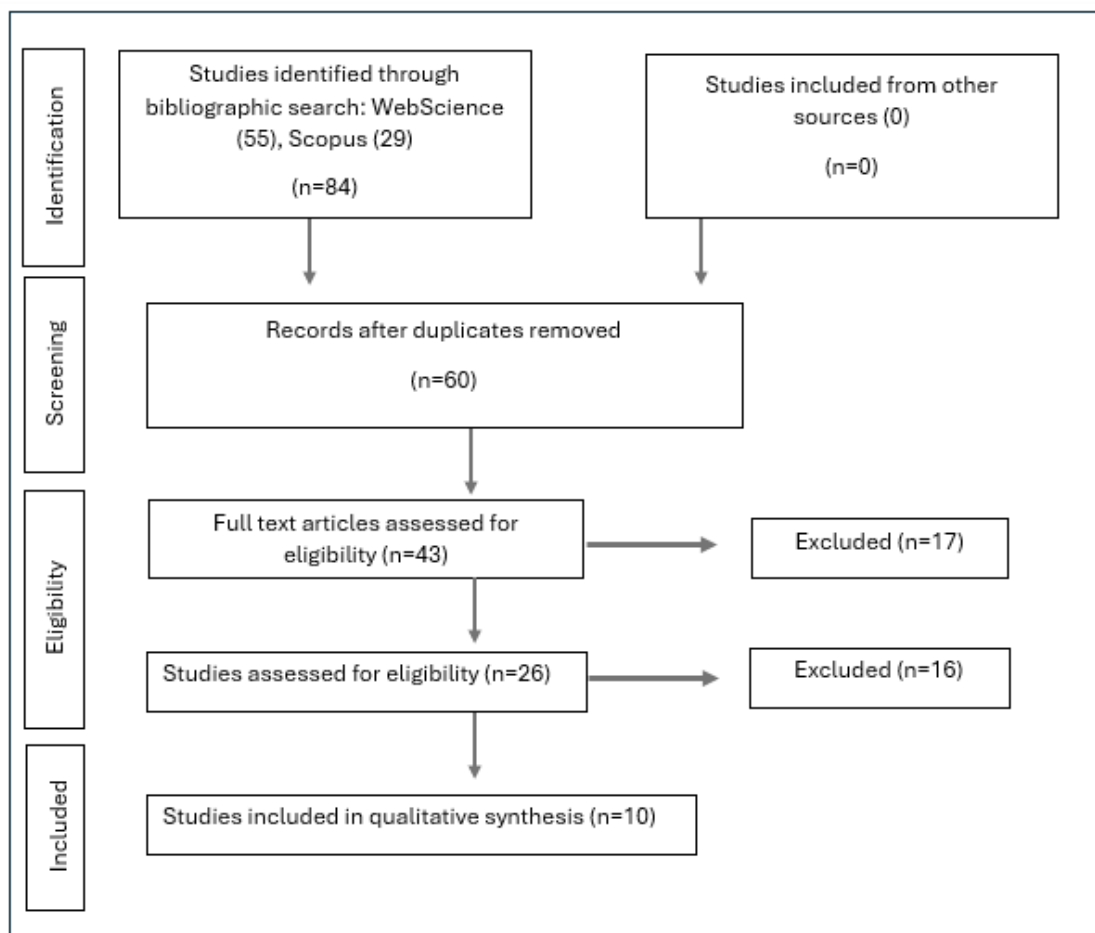 Identification
Studies identified through
bibliographic search: WebScience
(55), Scopus (29)
(n=84)
Studies included from other
sources (0)
(n=0)
Screening
Records after duplicates removed
(n=60)
Eligibility
Full text articles assessed for
eligibility (n=43)
Excluded (n=17)
Studies assessed for eligibility (n=26)
Excluded (n=16)
Included
Studies included in qualitative synthesis (n=10)